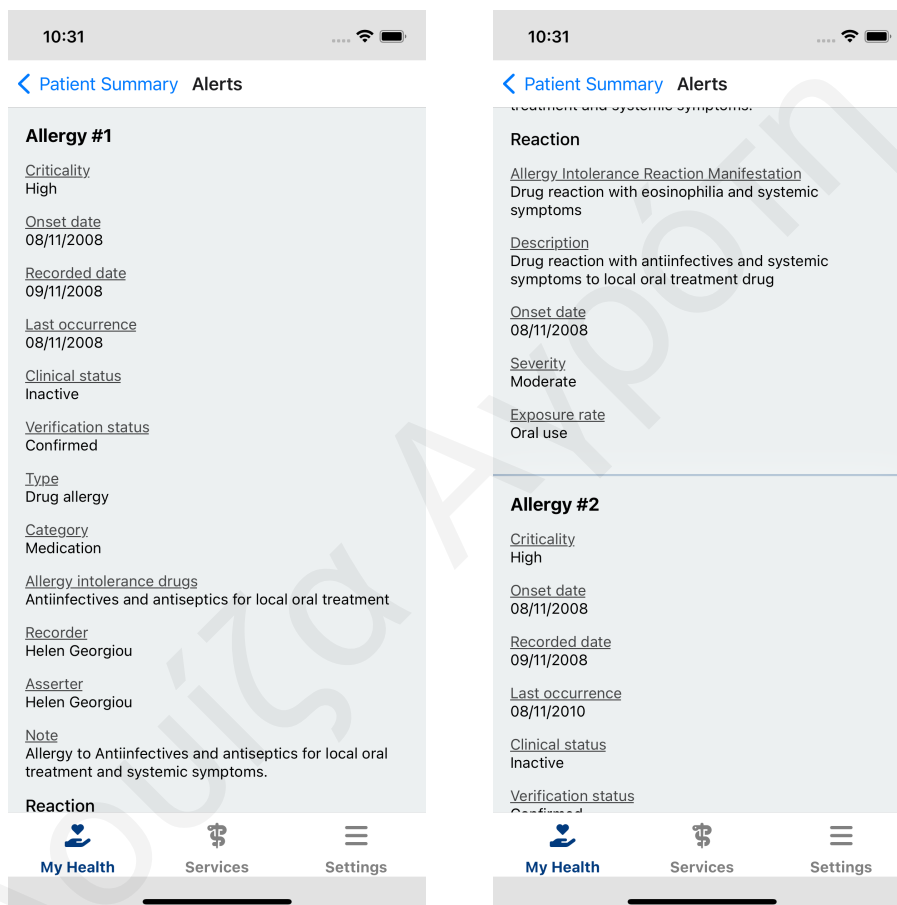 10:31
Patient Summary Alerts
Allergy #1
Criticality
High
Onset date
08/11/2008
Recorded date
09/11/2008
Last occurrence
08/11/2008
Clinical status
Inactive
Verification status
Confirmed
Type
Drug allergy
Category
Medication
Allergy intolerance drugs
Antiinfectives and antiseptics for local oral treatment
Recorder
Helen Georgiou
Asserter
Helen Georgiou
Note
Allergy to Antiinfectives and antiseptics for local oral
treatment and systemic symptoms.
Reaction
My Health Services Settings
10:31
Patient Summary Alerts
treatment and systemic symptoms.
Reaction
Allergy Intolerance Reaction Manifestation
Drug reaction with eosinophilia and systemic
symptoms
Description
Drug reaction with antiinfectives and systemic
symptoms to local oral treatment drug
Onset date
08/11/2008
Severity
Moderate
Exposure rate
Oral use
Allergy #2
Criticality
High
Onset date
08/11/2008
Recorded date
09/11/2008
Last occurrence
08/11/2010
Clinical status
Inactive
Verification status
Confirmed
My Health Services Settings